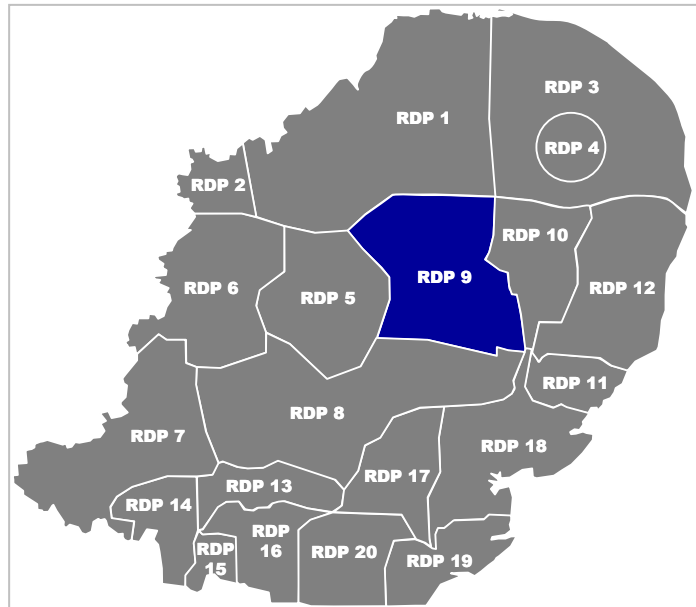 RDP 3
RDP 1
RDP 4
RDP 2
RDP 10
RDP 9
RDP 6
RDP 5
RDP 12
RDP 11
RDP 8
RDP 7
RDP 18
RDP 17
RDP 13
RDP 14
RDP
16
RDP
15
RDP 20
RDP 19